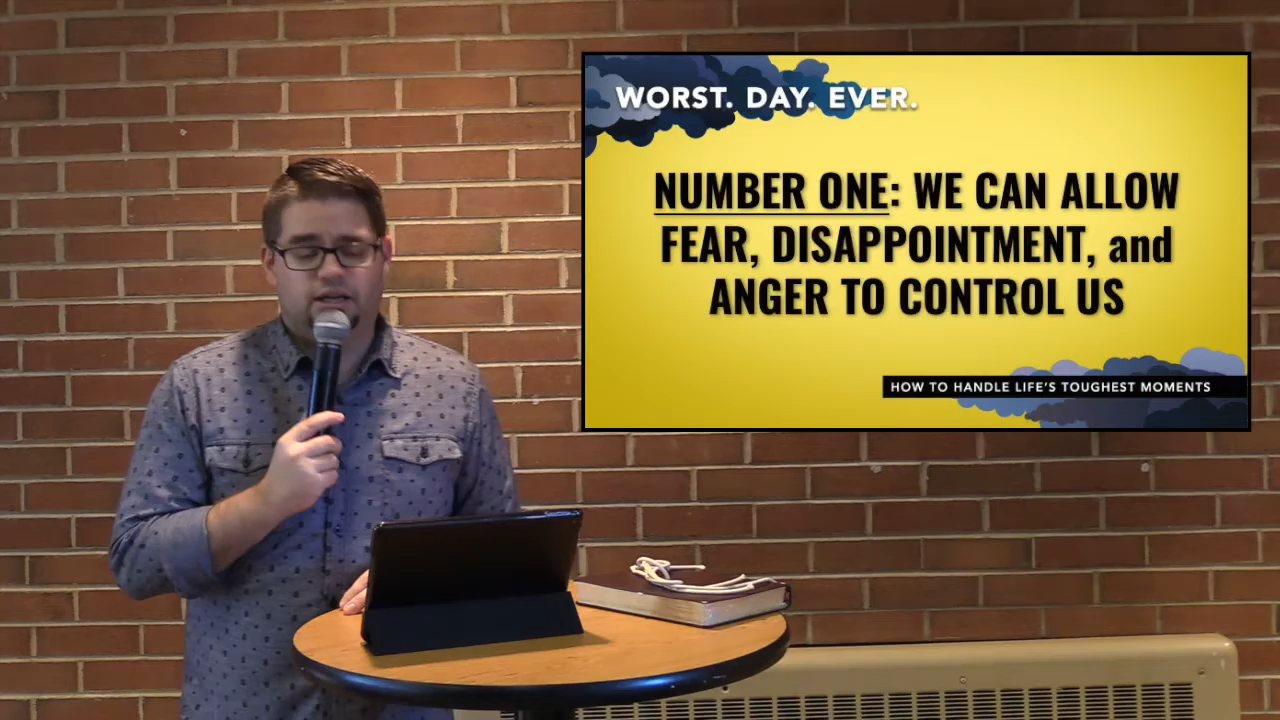 WORST. DAY. EVER.
NUMBER ONE: WE CAN ALLOW
FEAR, DISAPPOINTMENT, and
ANGER TO CONTROL US
HOW TO HANDLE LIFE'S TOUGHEST MOMENTS